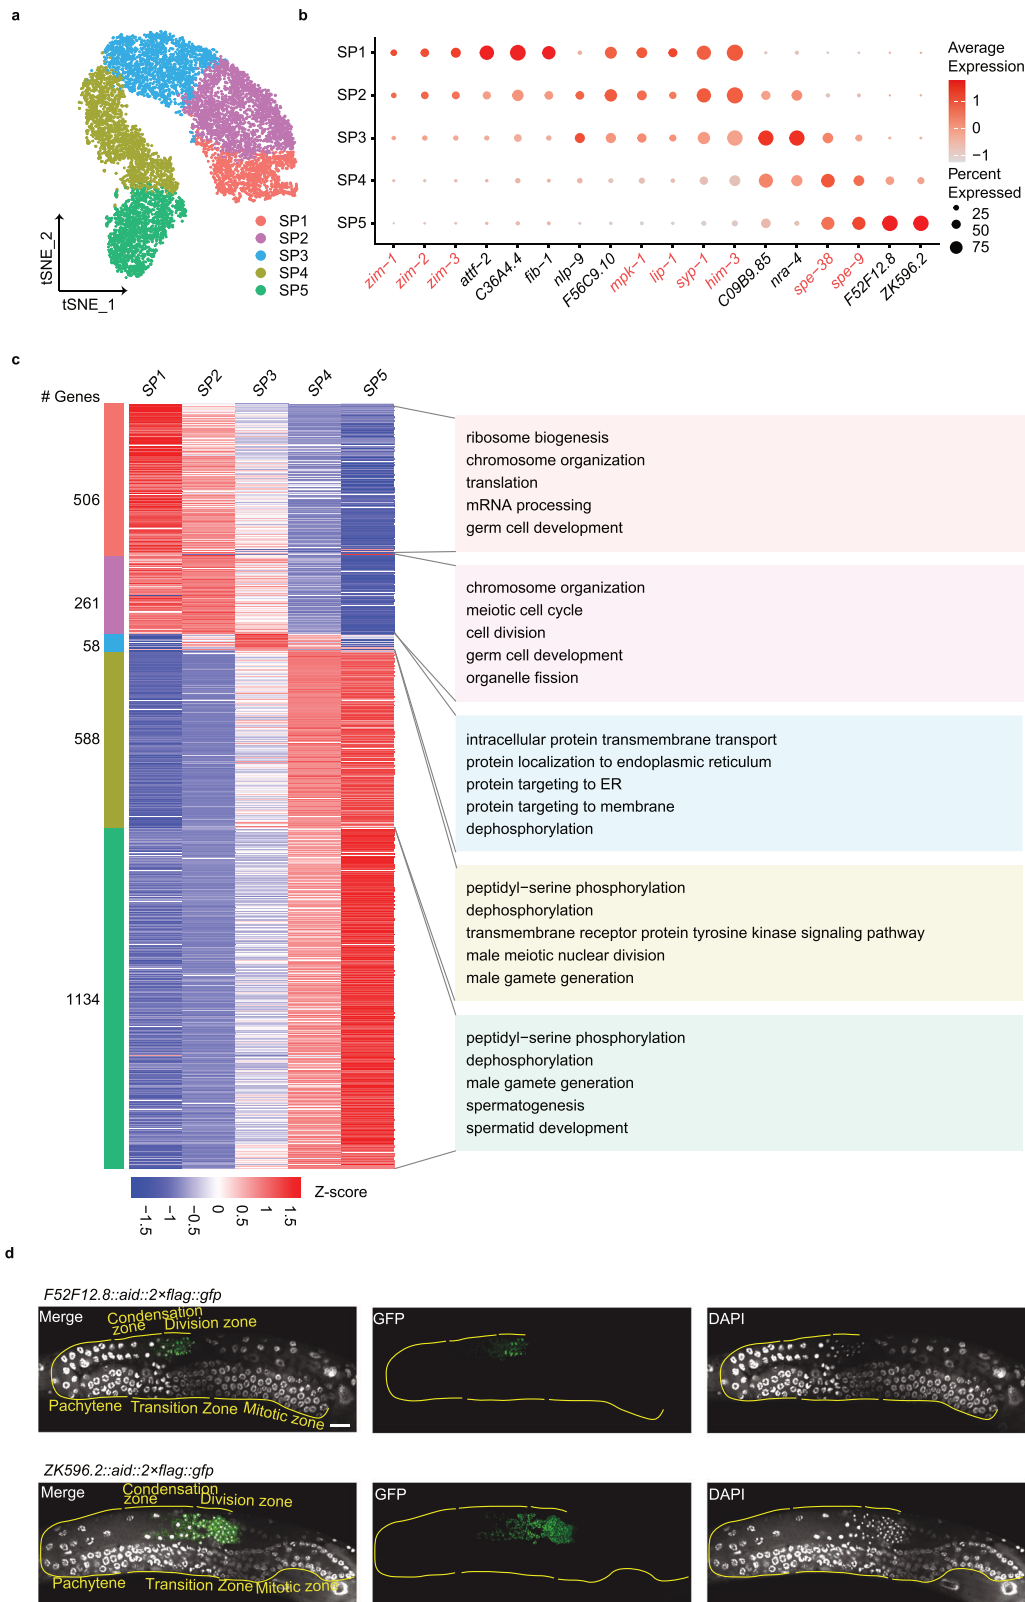 a
tSNE_2
tSNE_1
SP1
SP2
SP3
SP4
SP5
b
SP1
SP2
SP3
SP4
SP5
zim-1
zim-2
zim-3
attf-2
C36A4.4
fib-1
nlp-9
F56C9.10
mpk-1
lip-1
syp-1
him-3
C09B9.85
nra-4
spe-38
spe-9
F52F12.8
ZK596.2
Average
Expression
1
0
−1
Percent
Expressed
25
50
75
c
# Genes
SP1
SP2
SP3
SP4
SP5
506
261
58
588
1134
ribosome biogenesis
chromosome organization
translation
mRNA processing
germ cell development
chromosome organization
meiotic cell cycle
cell division
germ cell development
organelle fission
intracellular protein transmembrane transport
protein localization to endoplasmic reticulum
protein targeting to ER
protein targeting to membrane
dephosphorylation
peptidyl−serine phosphorylation
dephosphorylation
transmembrane receptor protein tyrosine kinase signaling pathway
male meiotic nuclear division
male gamete generation
peptidyl−serine phosphorylation
dephosphorylation
male gamete generation
spermatogenesis
spermatid development
−1.5
−1
−0.5
0
0.5
1
1.5
Z-score
d
F52F12.8::aid::2×flag::gfp
Merge
Condensation
zone
Division zone
Pachytene
Transition Zone
Mitotic zone
GFP
DAPI
ZK596.2::aid::2×flag::gfp
Merge
Condensation
zone
Division zone
Pachytene
Transition Zone
Mitotic zone
GFP
DAPI